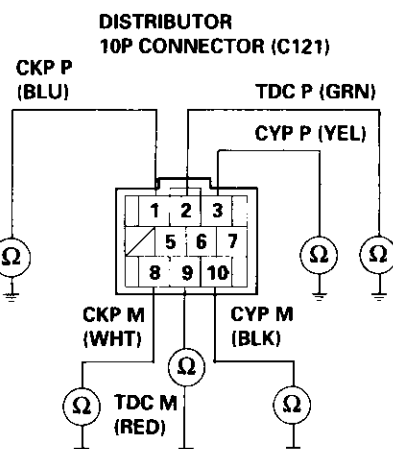 DISTRIBUTOR
10P CONNECTOR (C121)
CKP P
(BLU)
TDC P (GRN)
CYP P (YEL)
1 2 3
5 6 7
8 9 10
Ω
Ω
Ω
CKP M
(WHT)
CYP M
(BLK)
Ω
Ω
Ω
TDC M
(RED)